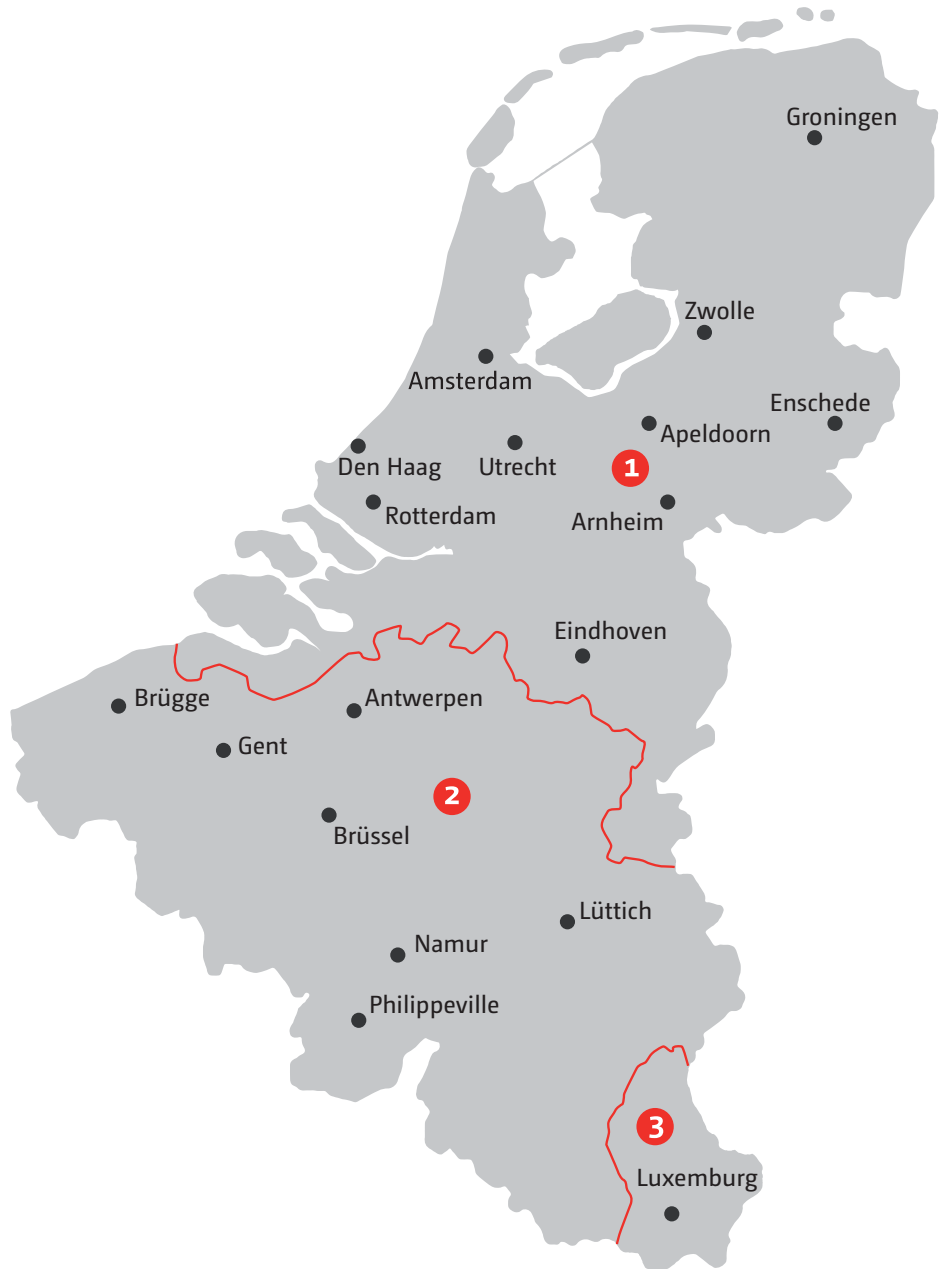 Groningen
Zwolle
Amsterdam
Enschede
Apeldoorn
Den Haag
Utrecht
1
Rotterdam
Arnheim
Eindhoven
Brügge
Antwerpen
Gent
2
Brüssel
Lüttich
Namur
Philippeville
3
Luxemburg